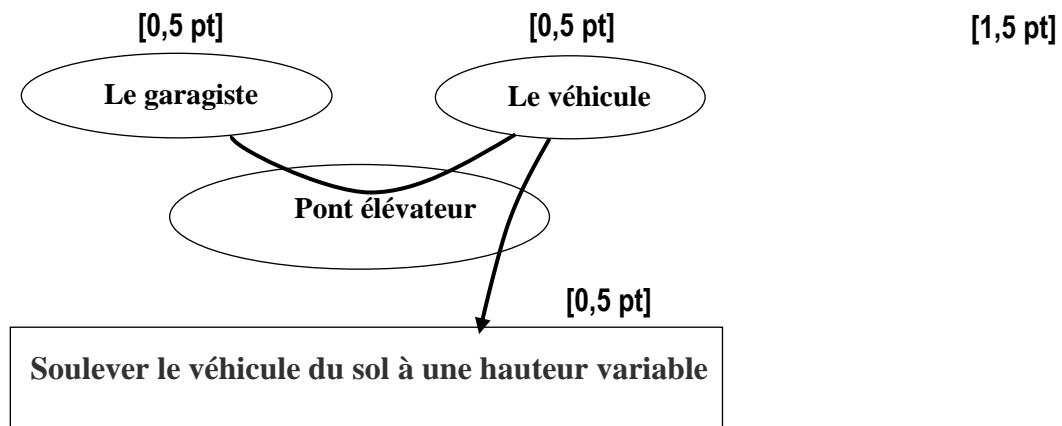 [0,5 pt] [0,5 pt] [1,5 pt]
Le garagiste Le véhicule
Pont élévateur
[0,5 pt]
Soulever le véhicule du sol à une hauteur variable